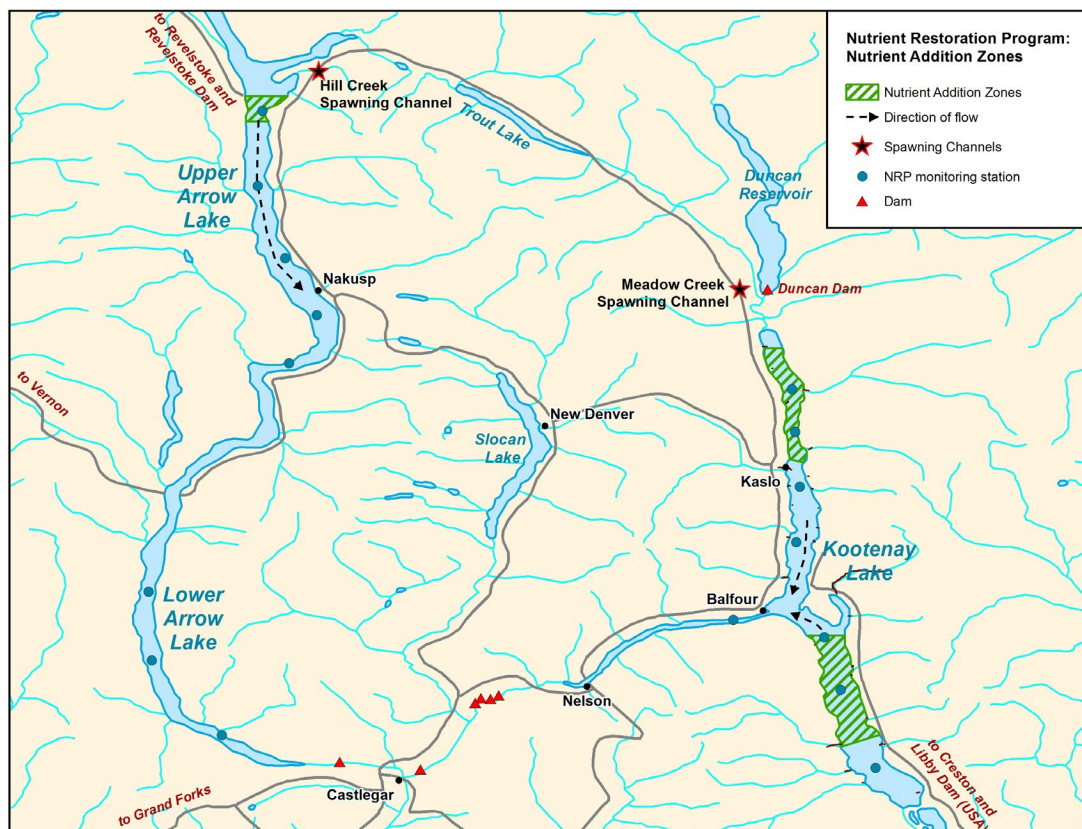 Nutrient Restoration Program:
Nutrient Addition Zones
Nutrient Addition Zones
Direction of flow
Spawning Channels
NRP monitoring station
Dam
to Revelstoke and
Revelstoke Dam
Hill Creek
Spawning Channel
Trout Lake
Upper
Arrow
Lake
Duncan
Reservoir
Nakusp
Meadow Creek
Spawning Channel
Duncan Dam
to Vernon
New Denver
Slocan
Lake
Kaslo
Kootenay
Lake
Lower
Arrow
Lake
Balfour
Nelson
Castlegar
to Grand Forks
to Creston and
Libby Dam (USA)